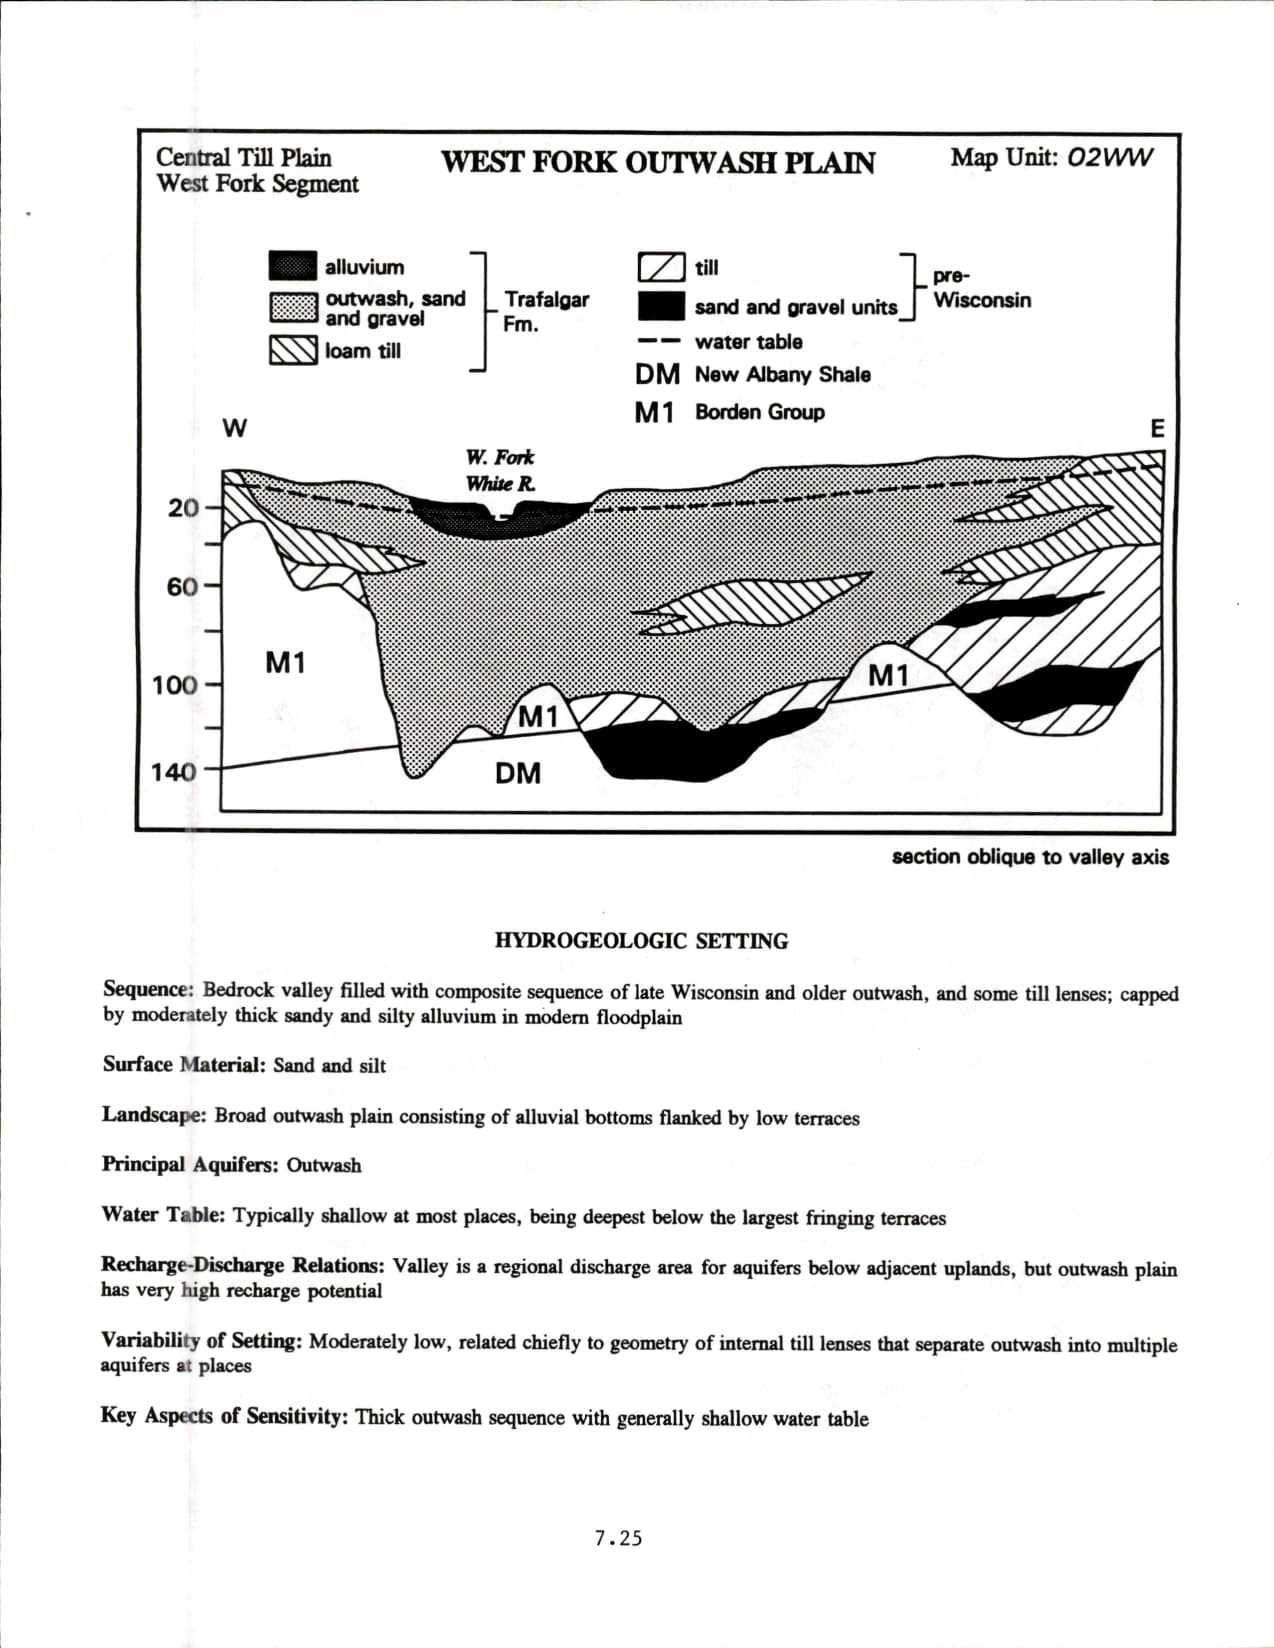 Central Till Plain
West Fork Segment
WEST FORK OUTWASH PLAIN
Map Unit: O2WW
alluvium
outwash, sand
and gravel
loam till
Trafalgar
Fm.
till
sand and gravel units
pre-
Wisconsin
water table
DM New Albany Shale
M1 Borden Group
W
E
W. Fork
White R.
20
60
100
140
M1
M1
M1
DM
section oblique to valley axis
HYDROGEOLOGIC SETTING
Sequence: Bedrock valley filled with composite sequence of late Wisconsin and older outwash, and some till lenses; capped
by moderately thick sandy and silty alluvium in modern floodplain
Surface Material: Sand and silt
Landscape: Broad outwash plain consisting of alluvial bottoms flanked by low terraces
Principal Aquifers: Outwash
Water Table: Typically shallow at most places, being deepest below the largest fringing terraces
Recharge-Discharge Relations: Valley is a regional discharge area for aquifers below adjacent uplands, but outwash plain
has very high recharge potential
Variability of Setting: Moderately low, related chiefly to geometry of internal till lenses that separate outwash into multiple
aquifers at places
Key Aspects of Sensitivity: Thick outwash sequence with generally shallow water table
7.25